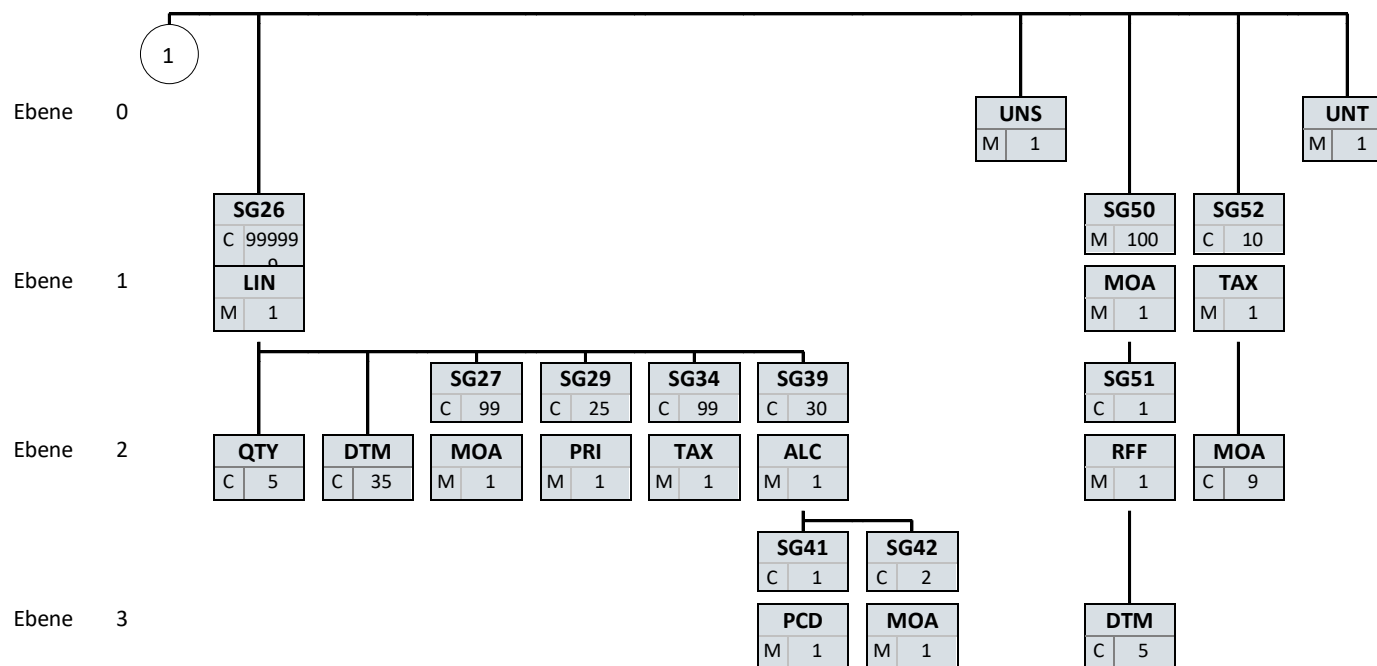 1
Ebene 0
UNS UNT
M 1 M 1
SG26 SG50 SG52
C 99999 M 100 C 10
9
Ebene 1
LIN MOA TAX
M 1 M 1 M 1
SG27 SG29 SG34 SG39 SG51
C 99 C 25 C 99 C 30 C 1
Ebene 2
QTY DTM MOA PRI TAX ALC RFF MOA
C 5 C 35 M 1 M 1 M 1 M 1 M 1 C 9
SG41 SG42
C 1 C 2
Ebene 3
PCD MOA DTM
M 1 M 1 C 5